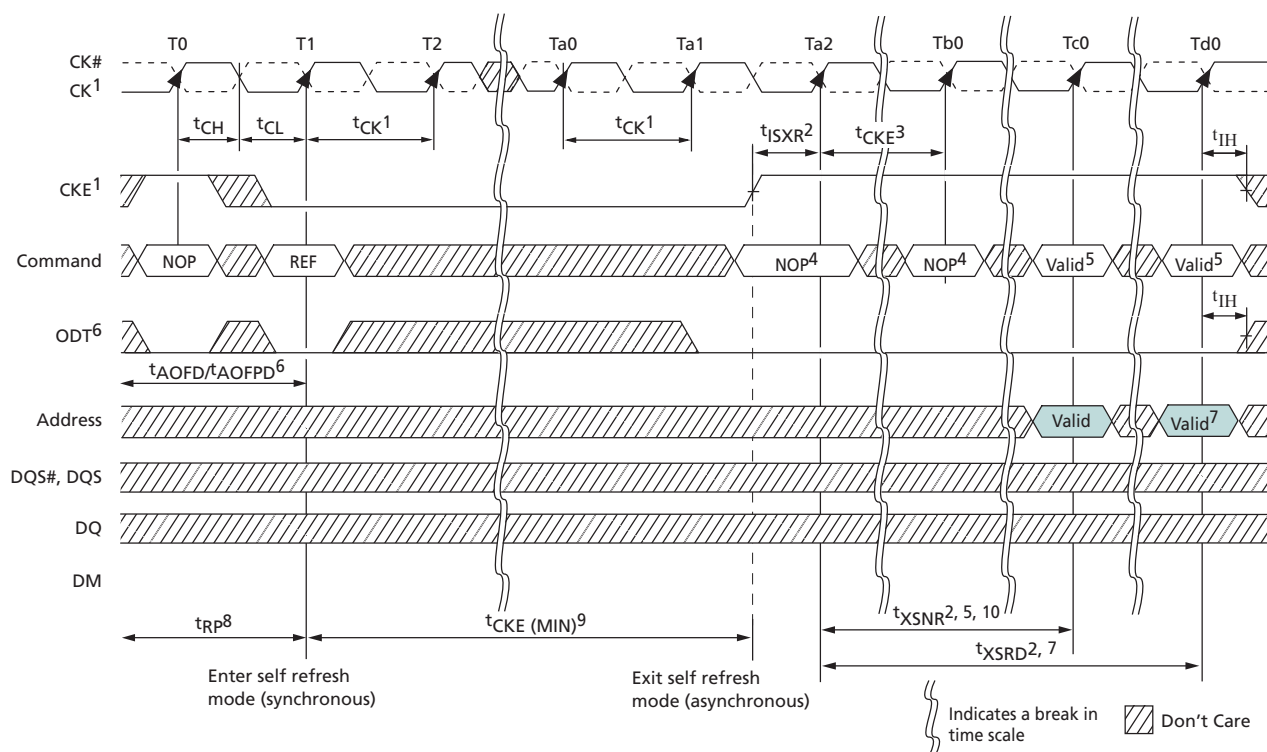 T0 T1 T2 Ta0 Ta1 Ta2 Tb0 Tc0 Td0
CK#
CK1
tCH tCL tCK1 tCK1 tISXR2 tCKE3 tIH
CKE1
Command NOP REF NOP4 NOP4 Valid5 Valid5
tIH
ODT6
tAOFD/tAOFPD6
Address Valid Valid7
DQS#, DQS
DQ
DM
tRP8 tCKE (MIN)9 tXSNR2, 5, 10
tXSRD2, 7
Enter self refresh
mode (synchronous)
Exit self refresh
mode (asynchronous)
Indicates a break in
time scale
Don't Care